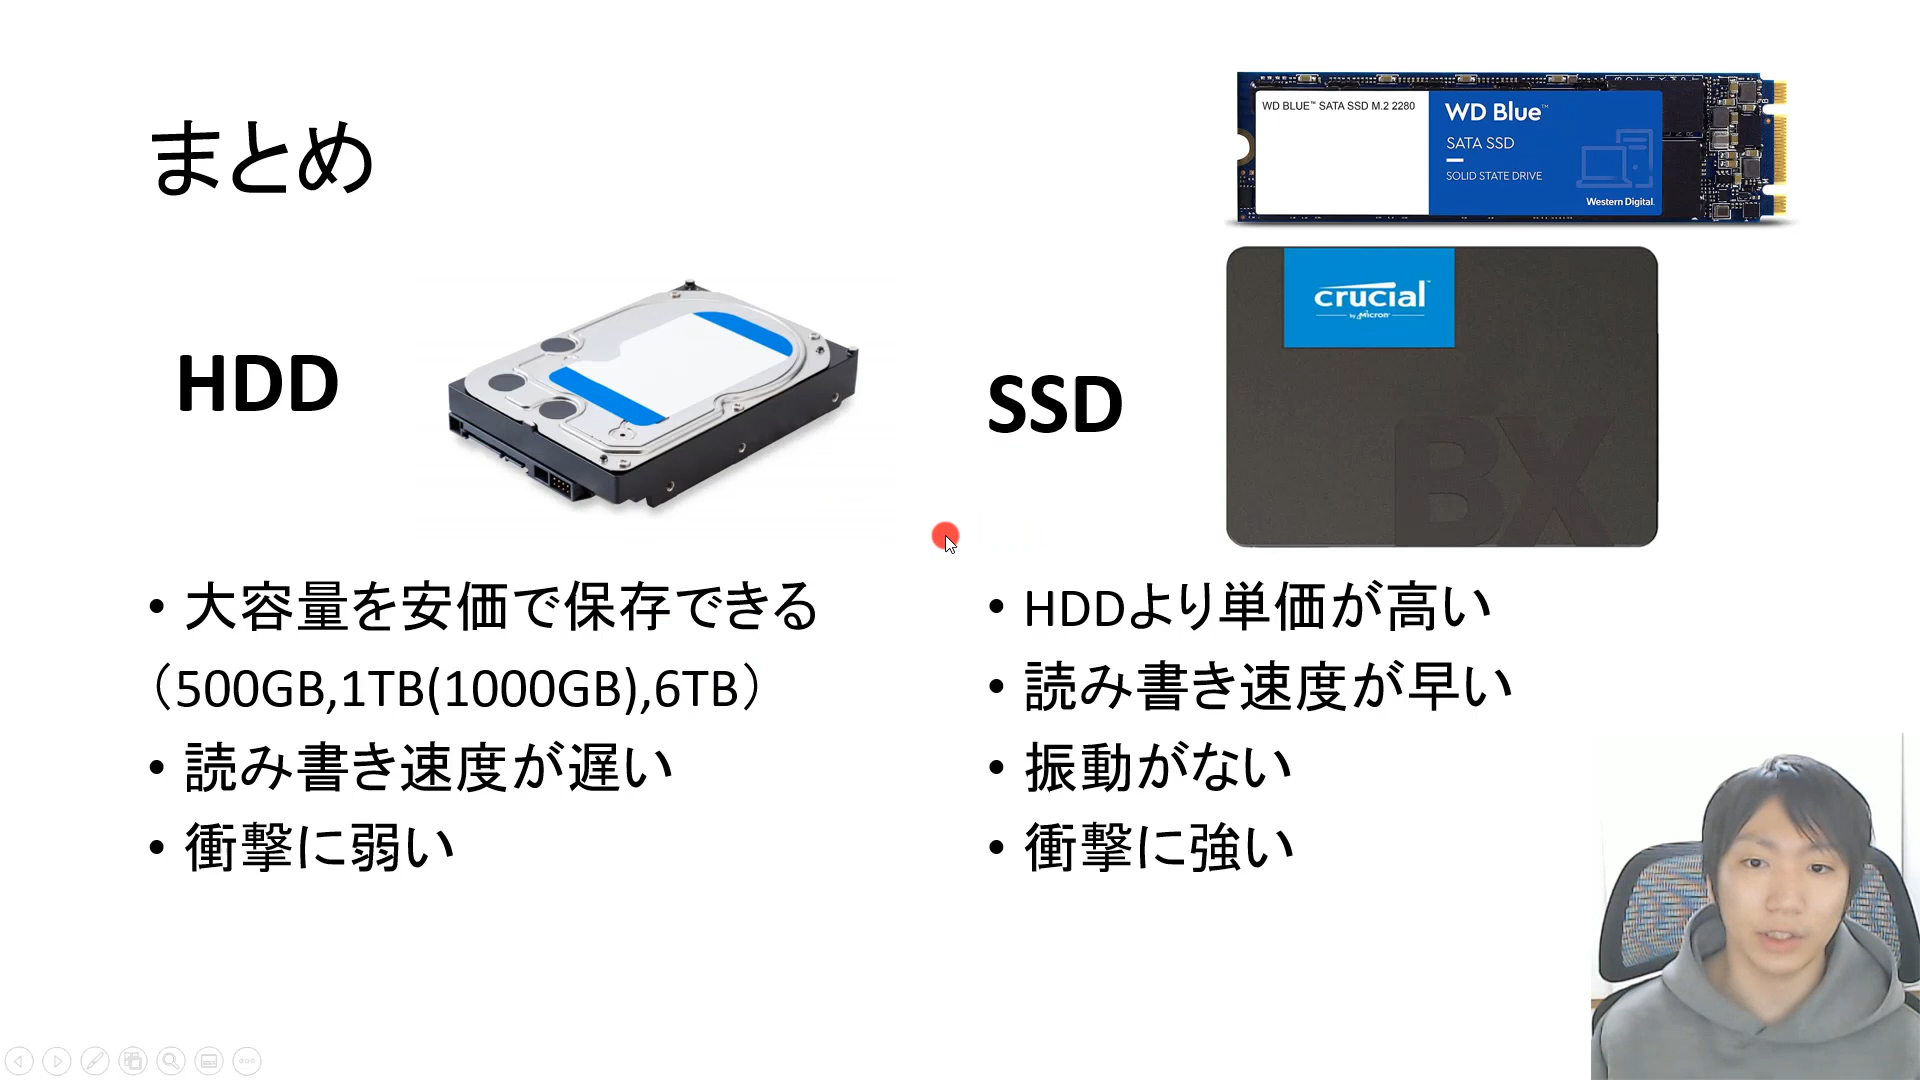 まとめ
WD BLUE™ SATA SSD M.2 2280
WD Blue™
SATA SSD
SOLID STATE DRIVE
Western Digital.
HDD
crucial™
by Micron®
SSD
BX
• 大容量を安価で保存できる
（500GB,1TB(1000GB),6TB）
• 読み書き速度が遅い
• 衝撃に弱い
• HDDより単価が高い
• 読み書き速度が早い
• 振動がない
• 衝撃に強い